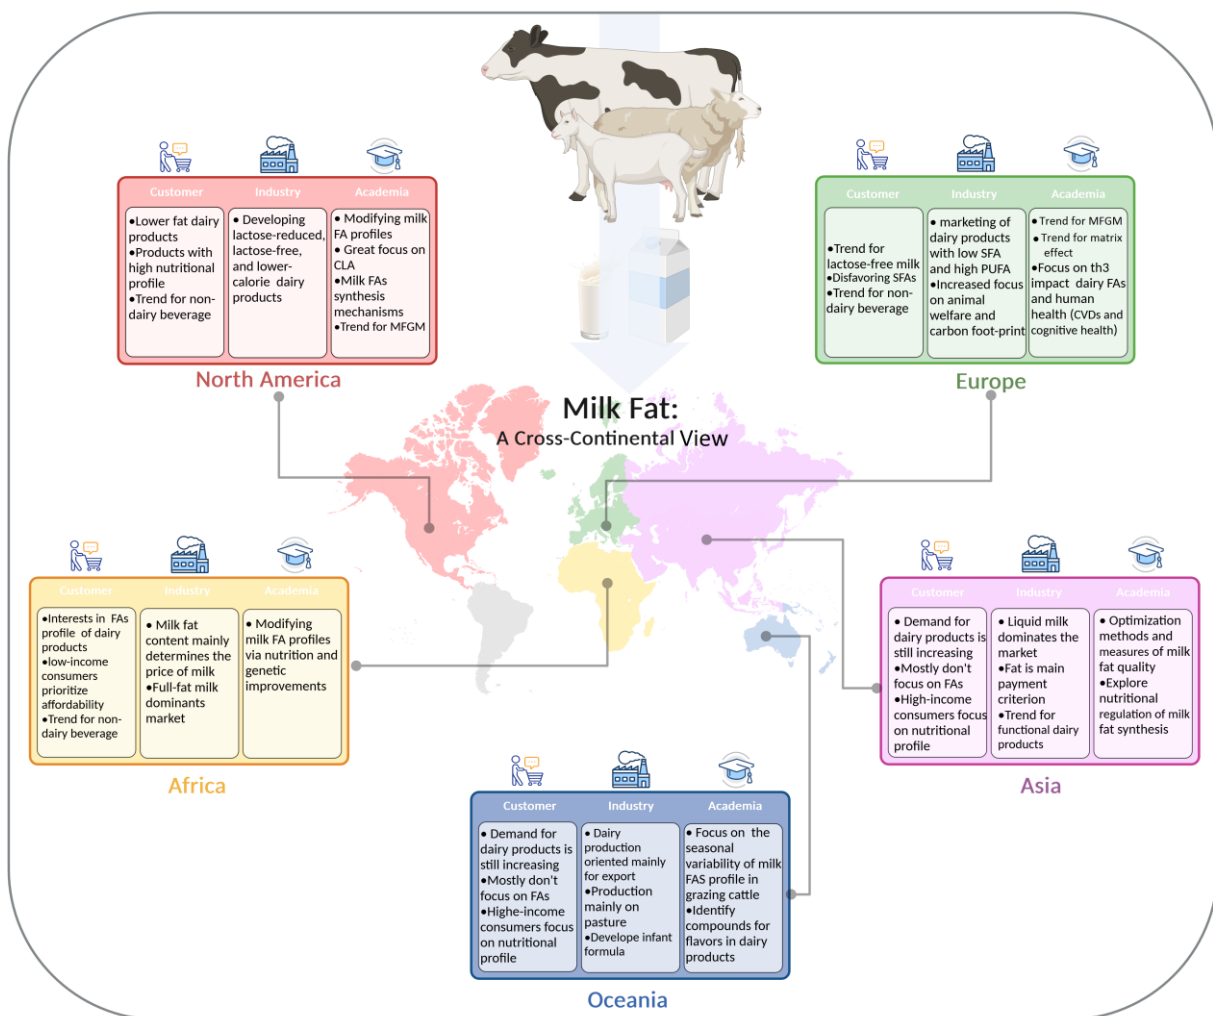 Customer
Industry
Academia
●Lower fat dairy
products
●Products with
high nutritional
profile
●Trend for non-
dairy beverage
● Developing
lactose-reduced,
lactose-free,
and lower-
calorie dairy
products
● Modifying milk
FA profiles
● Great focus on
CLA
●Milk FAs
synthesis
mechanisms
●Trend for MFGM
North America
Customer
Industry
Academia
●Trend for
lactose-free milk
●Disfavoring SFAs
●Trend for non-
dairy beverage
● marketing of
dairy products
with low SFA
and high PUFA
●Increased focus
on animal
welfare and
carbon foot-print
●Trend for MFGM
● Trend for matrix
effect
●Focus on th3
impact dairy FAs
and human
health (CVDs and
cognitive health)
Europe
Milk Fat:
A Cross-Continental View
Customer
Industry
Academia
●Interests in FAs
profile of dairy
products
●low-income
consumers
prioritize
affordability
●Trend for non-
dairy beverage
● Milk fat
content mainly
determines the
price of milk
●Full-fat milk
dominants
market
● Modifying
milk FA profiles
via nutrition and
genetic
improvements
Africa
Customer
Industry
Academia
● Demand for
dairy products is
still increasing
●Mostly don't
focus on FAs
●High-income
consumers focus
on nutritional
profile
● Liquid milk
dominates the
market
●Fat is main
payment
criterion
●Trend for
functional dairy
products
● Optimization
methods and
measures of milk
fat quality
●Explore
nutritional
regulation of milk
fat synthesis
Asia
Customer
Industry
Academia
● Demand for
dairy products is
still increasing
●Mostly don't
focus on FAs
●Highe-income
consumers focus
on nutritional
profile
● Dairy
production
oriented mainly
for export
●Production
mainly on
pasture
●Develope infant
formula
● Focus on the
seasonal
variability of milk
FAS profile in
grazing cattle
●Identify
compounds for
flavors in dairy
products
Oceania